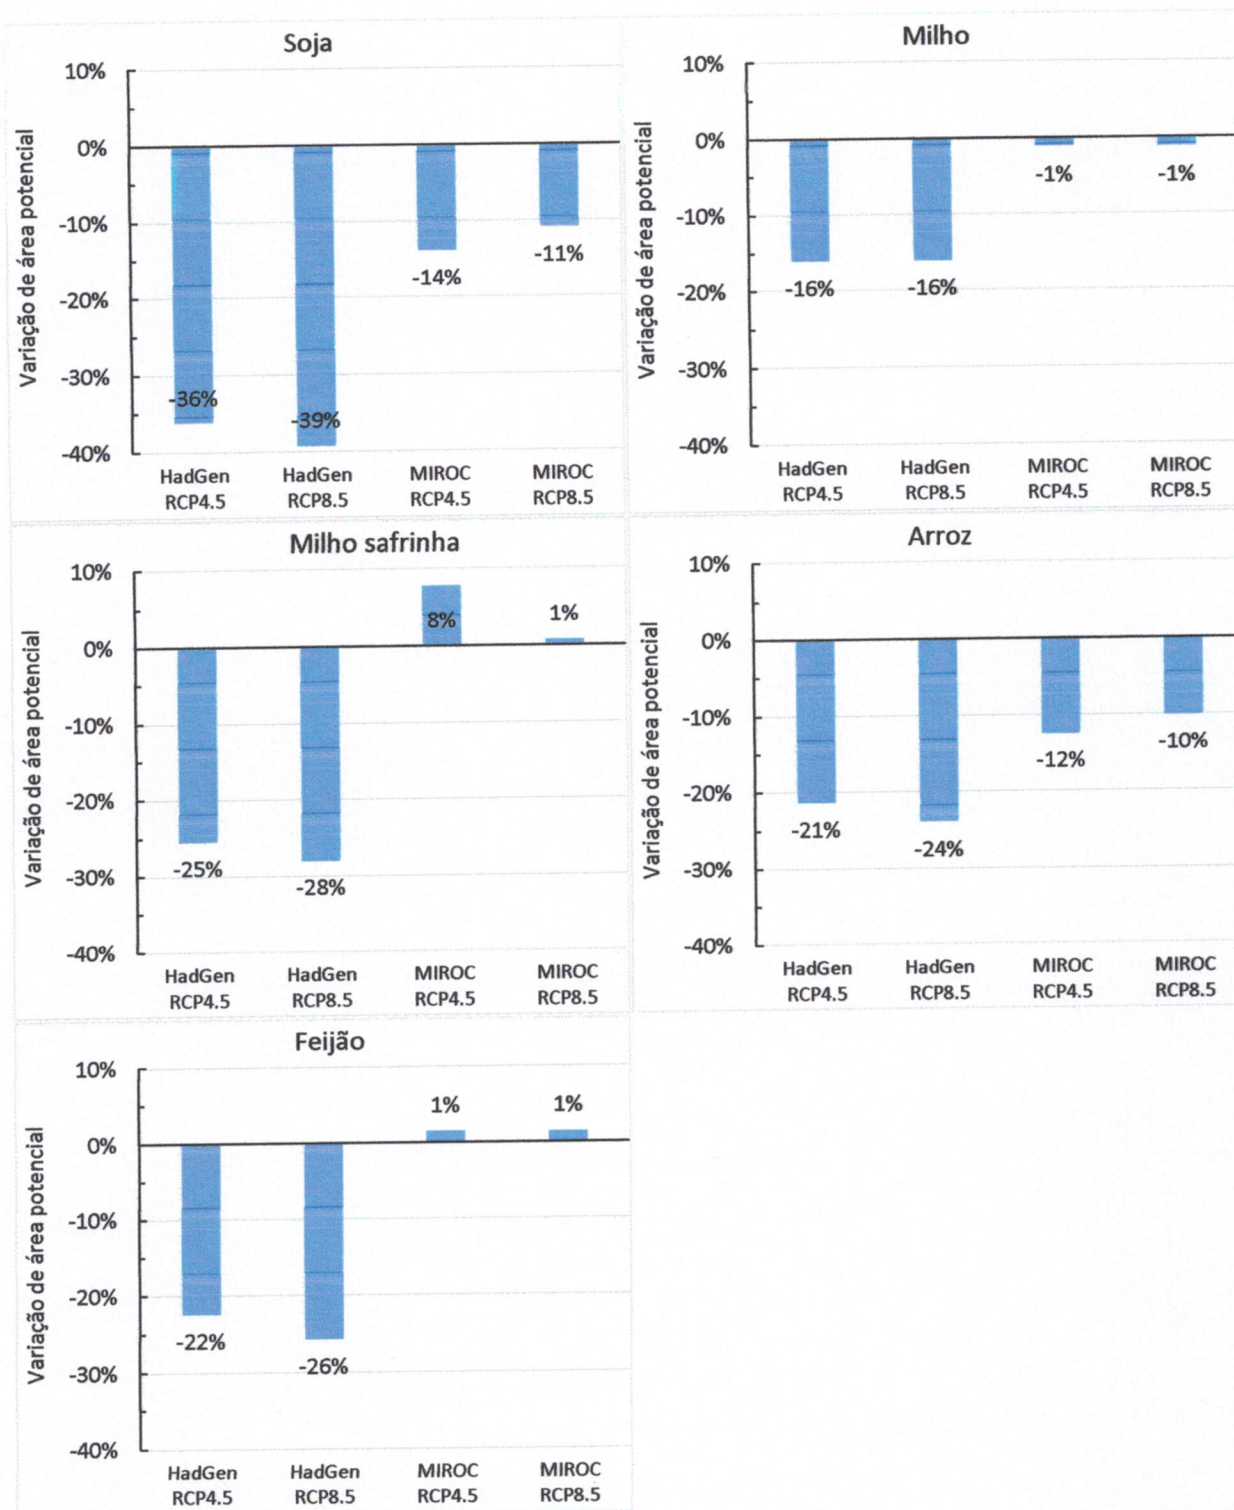 Soja
Variação de área potencial
10%
0%
-10%
-20%
-30%
-40%
-36%
-39%
-14%
-11%
HadGen
RCP4.5
HadGen
RCP8.5
MIROC
RCP4.5
MIROC
RCP8.5
Milho
Variação de área potencial
10%
0%
-10%
-20%
-30%
-40%
-16%
-16%
-1%
-1%
HadGen
RCP4.5
HadGen
RCP8.5
MIROC
RCP4.5
MIROC
RCP8.5
Milho safrinha
Variação de área potencial
10%
0%
-10%
-20%
-30%
-40%
-25%
-28%
8%
1%
HadGen
RCP4.5
HadGen
RCP8.5
MIROC
RCP4.5
MIROC
RCP8.5
Arroz
Variação de área potencial
10%
0%
-10%
-20%
-30%
-40%
-21%
-24%
-12%
-10%
HadGen
RCP4.5
HadGen
RCP8.5
MIROC
RCP4.5
MIROC
RCP8.5
Feijão
Variação de área potencial
10%
0%
-10%
-20%
-30%
-40%
-22%
-26%
1%
1%
HadGen
RCP4.5
HadGen
RCP8.5
MIROC
RCP4.5
MIROC
RCP8.5